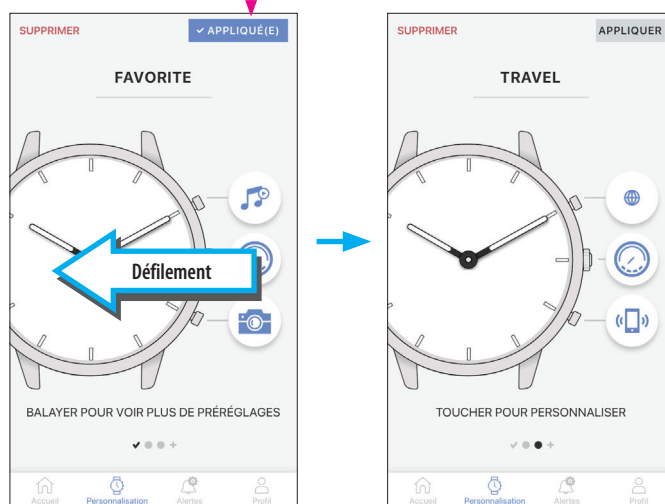 SUPPRIMER
✓ APPLIQUÉ(E)
FAVORITE
Défilement
BALAYER POUR VOIR PLUS DE PRÉRÉGLAGES
Accueil
Personnalisation
Alertes
Profil
SUPPRIMER
APPLIQUER
TRAVEL
TOUCHER POUR PERSONNALISER
Accueil
Personnalisation
Alertes
Profil